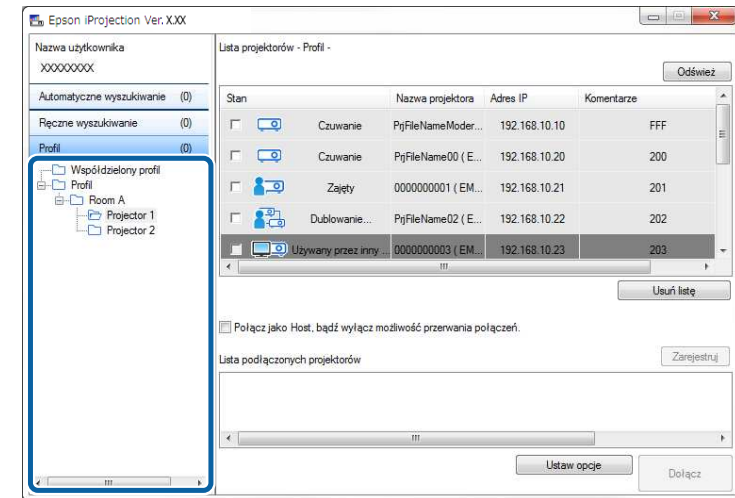 Epson iProjection Ver. X.XX
Nazwa użytkownika
XXXXXXXX
Automatyczne wyszukiwanie (0)
Ręczne wyszukiwanie (0)
Profil (0)
Współdzielony profil
Profil
Room A
Projector 1
Projector 2
Lista projektorów - Profil -
Odśwież
Stan Nazwa projektora Adres IP Komentarze
Czuwanie PrjFileNameModer... 192.168.10.10 FFF
Czuwanie PrjFileName00 ( E... 192.168.10.20 200
Zajęty 0000000001 ( EM... 192.168.10.21 201
Dublowanie... PrjFileName02 ( E... 192.168.10.22 202
Używany przez inny ... 0000000003 ( EM... 192.168.10.23 203
Usuń listę
Połącz jako Host, bądź wyłącz możliwość przerwania połączeń.
Lista podłączonych projektorów
Zarejestruj
Ustaw opcje
Dołącz